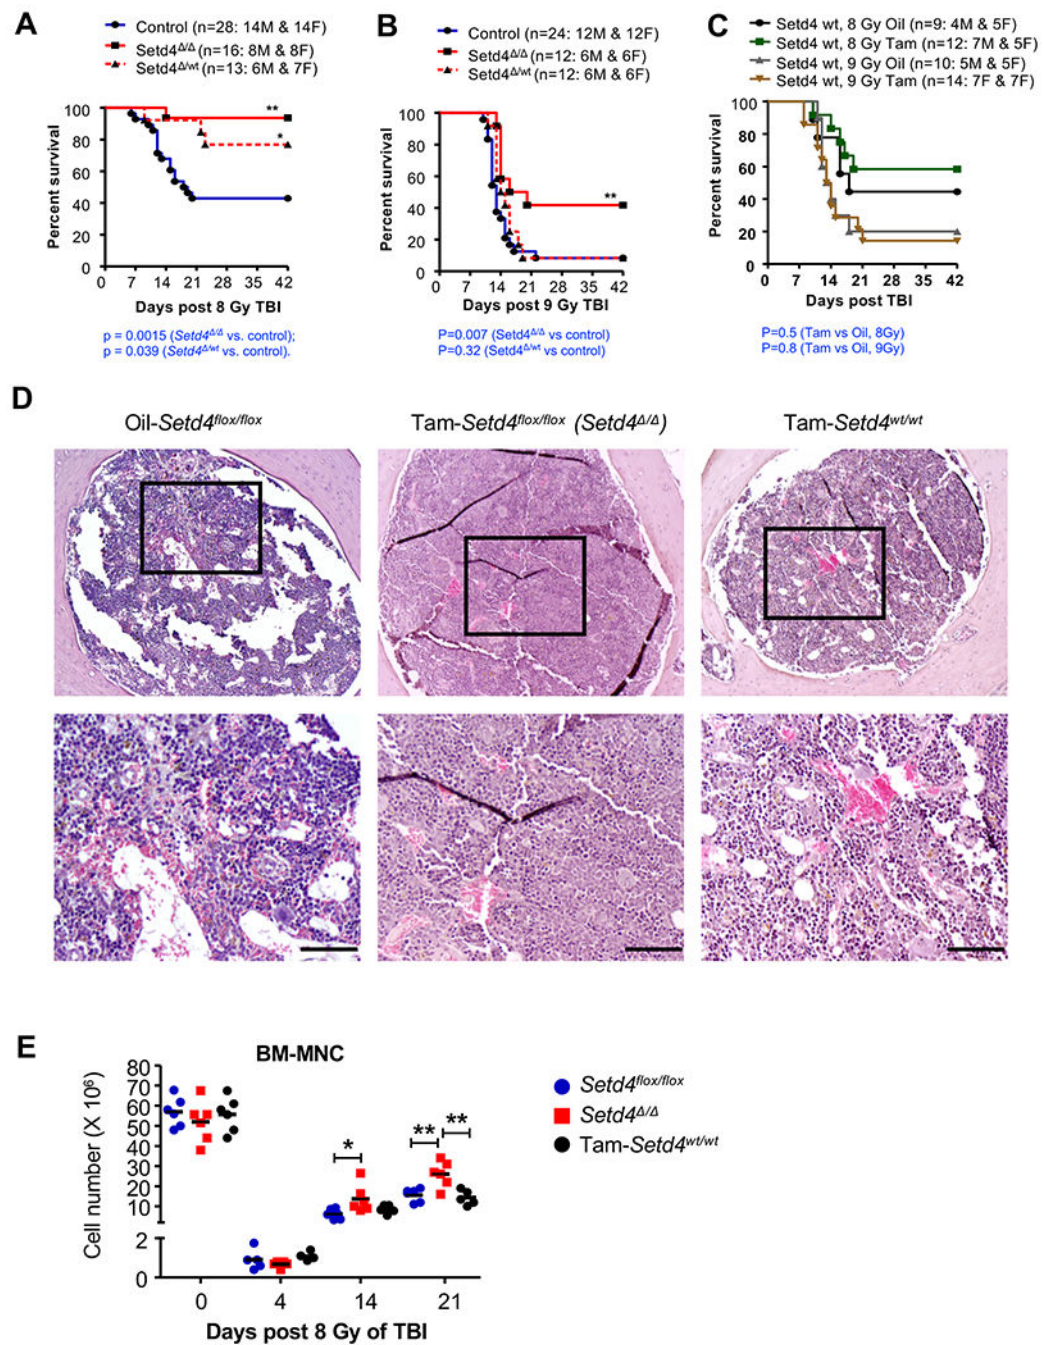 A
Control (n=28: 14M & 14F)
Setd4Δ/Δ (n=16: 8M & 8F)
Setd4Δ/wt (n=13: 6M & 7F)
Percent survival
100
80
60
40
20
0
**
*
0 7 14 21 28 35 42
Days post 8 Gy TBI
p = 0.0015 (Setd4Δ/Δ vs. control);
p = 0.039 (Setd4Δ/wt vs. control).
B
Control (n=24: 12M & 12F)
Setd4Δ/Δ (n=12: 6M & 6F)
Setd4Δ/wt (n=12: 6M & 6F)
Percent survival
100
80
60
40
20
0
**
0 7 14 21 28 35 42
Days post 9 Gy TBI
P=0.007 (Setd4Δ/Δ vs control)
P=0.32 (Setd4Δ/wt vs control)
C
Setd4 wt, 8 Gy Oil (n=9: 4M & 5F)
Setd4 wt, 8 Gy Tam (n=12: 7M & 5F)
Setd4 wt, 9 Gy Oil (n=10: 5M & 5F)
Setd4 wt, 9 Gy Tam (n=14: 7F & 7F)
Percent survival
100
80
60
40
20
0
0 7 14 21 28 35 42
Days post TBI
P=0.5 (Tam vs Oil, 8Gy)
P=0.8 (Tam vs Oil, 9Gy)
D
Oil-Setd4flox/flox
Tam-Setd4flox/flox (Setd4Δ/Δ)
Tam-Setd4wt/wt
E
BM-MNC
Cell number (X 10⁶)
80
70
60
50
40
30
20
10
2
0
*
** **
0 4 14 21
Days post 8 Gy of TBI
Setd4flox/flox
Setd4Δ/Δ
Tam-Setd4wt/wt